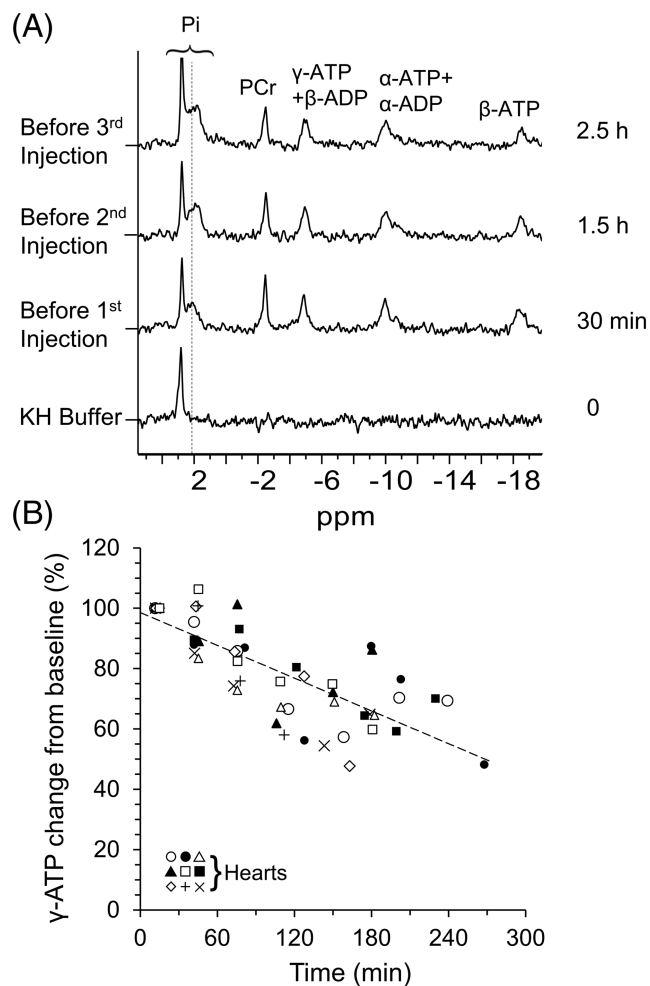 (A)
Pi
PCr
γ-ATP
+β-ADP
α-ATP+
α-ADP
β-ATP
Before 3rd
Injection
2.5 h
Before 2nd
Injection
1.5 h
Before 1st
Injection
30 min
KH Buffer
0
2 -2 -6 -10 -14 -18
ppm
(B)
γ-ATP change from baseline (%)
120
100
80
60
40
20
0
Hearts
0 60 120 180 240 300
Time (min)